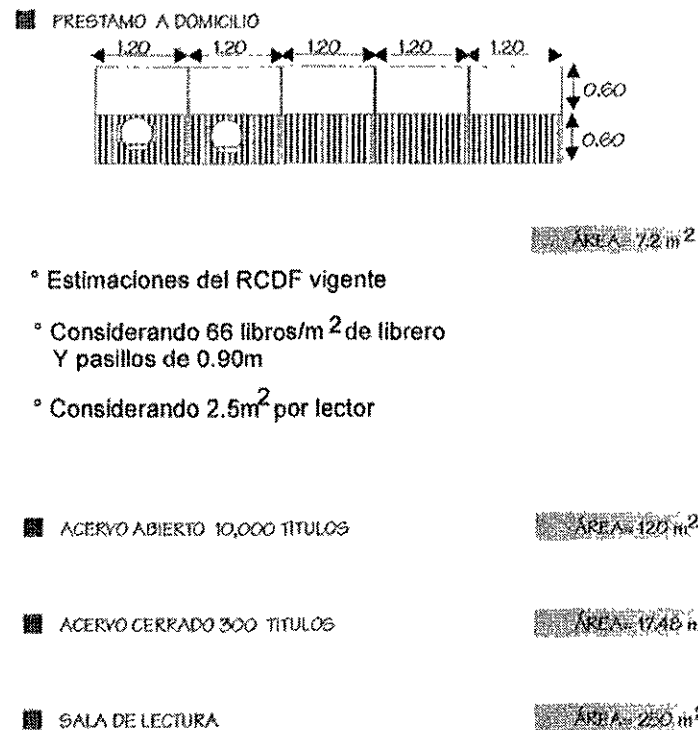 PRESTAMO A DOMICILIO
1.20 1.20 1.20 1.20 1.20
0.60
0.60
ÁREA= 7.2 m²
° Estimaciones del RCDF vigente
° Considerando 66 libros/m² de librero
Y pasillos de 0.90m
° Considerando 2.5m² por lector
ACERVO ABIERTO 10,000 TITULOS ÁREA= 120 m²
ACERVO CERRADO 300 TITULOS ÁREA= 17.48 m
SALA DE LECTURA ÁREA= 250 m²